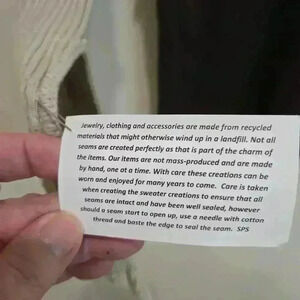 Jewelry, clothing and accessories are made from recycled
materials that might otherwise wind up in a landfill. Not all
seams are created perfectly as that is part of the charm of
the items. Our items are not mass-produced and are made
by hand, one at a time. With care these creations can be
worn and enjoyed for many years to come. Care is taken
when creating the sweater creations to ensure that all
seams are intact and have been well sealed, however
should a seam start to open up, use a needle with cotton
thread and baste the edge to seal the seam. SPS